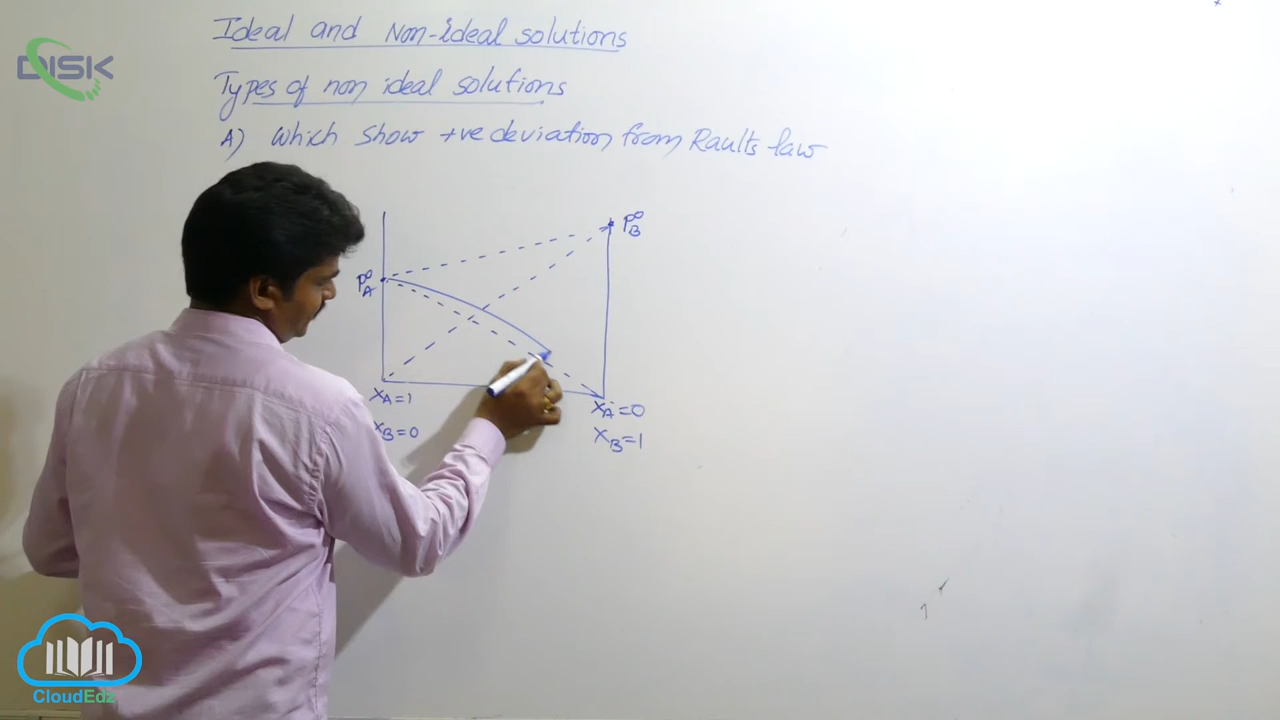 DISK
Ideal and Non-ideal solutions
Types of non ideal solutions
A) Which show +ve deviation from Raults law
P°B
P°A
XA=1
XA=0
XB=0
XB=1
CloudEdz